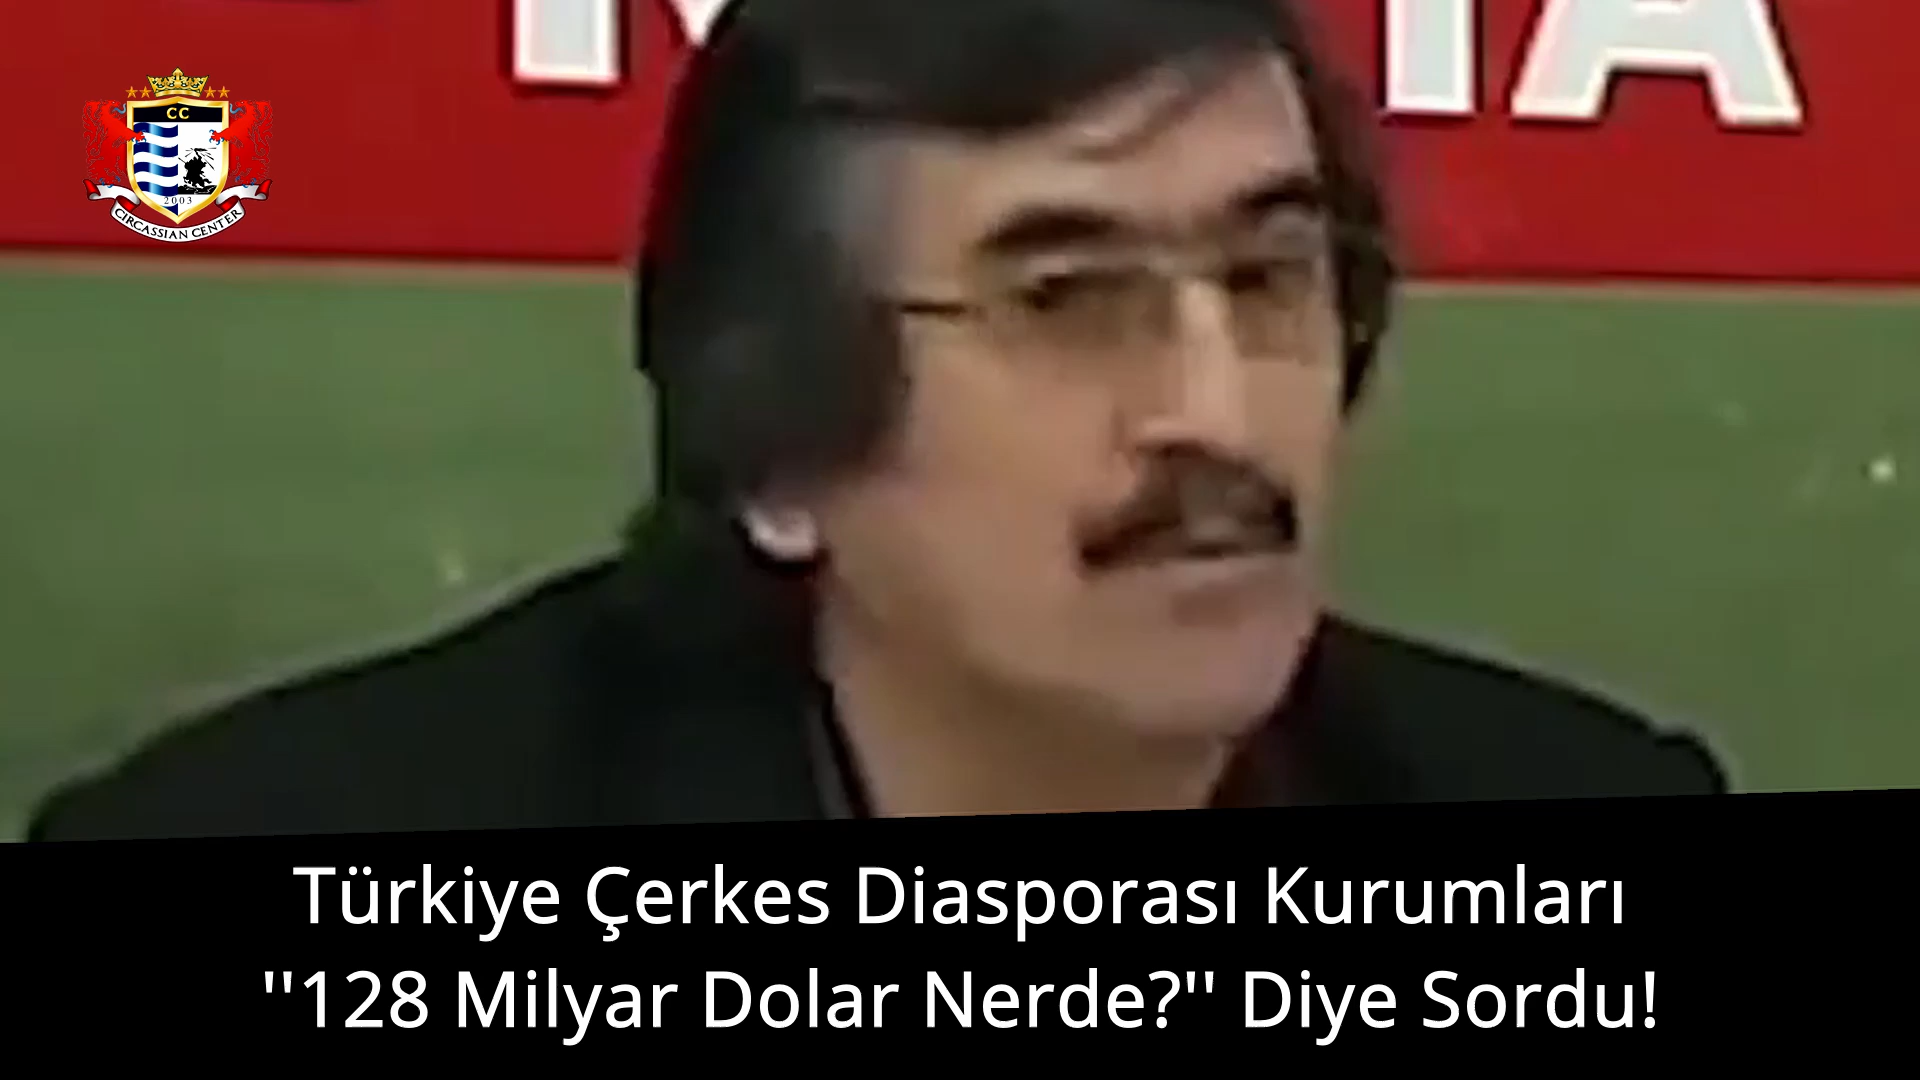 CC
2003
CIRCASSIAN CENTER
Türkiye Çerkes Diasporası Kurumları
"128 Milyar Dolar Nerde?" Diye Sordu!